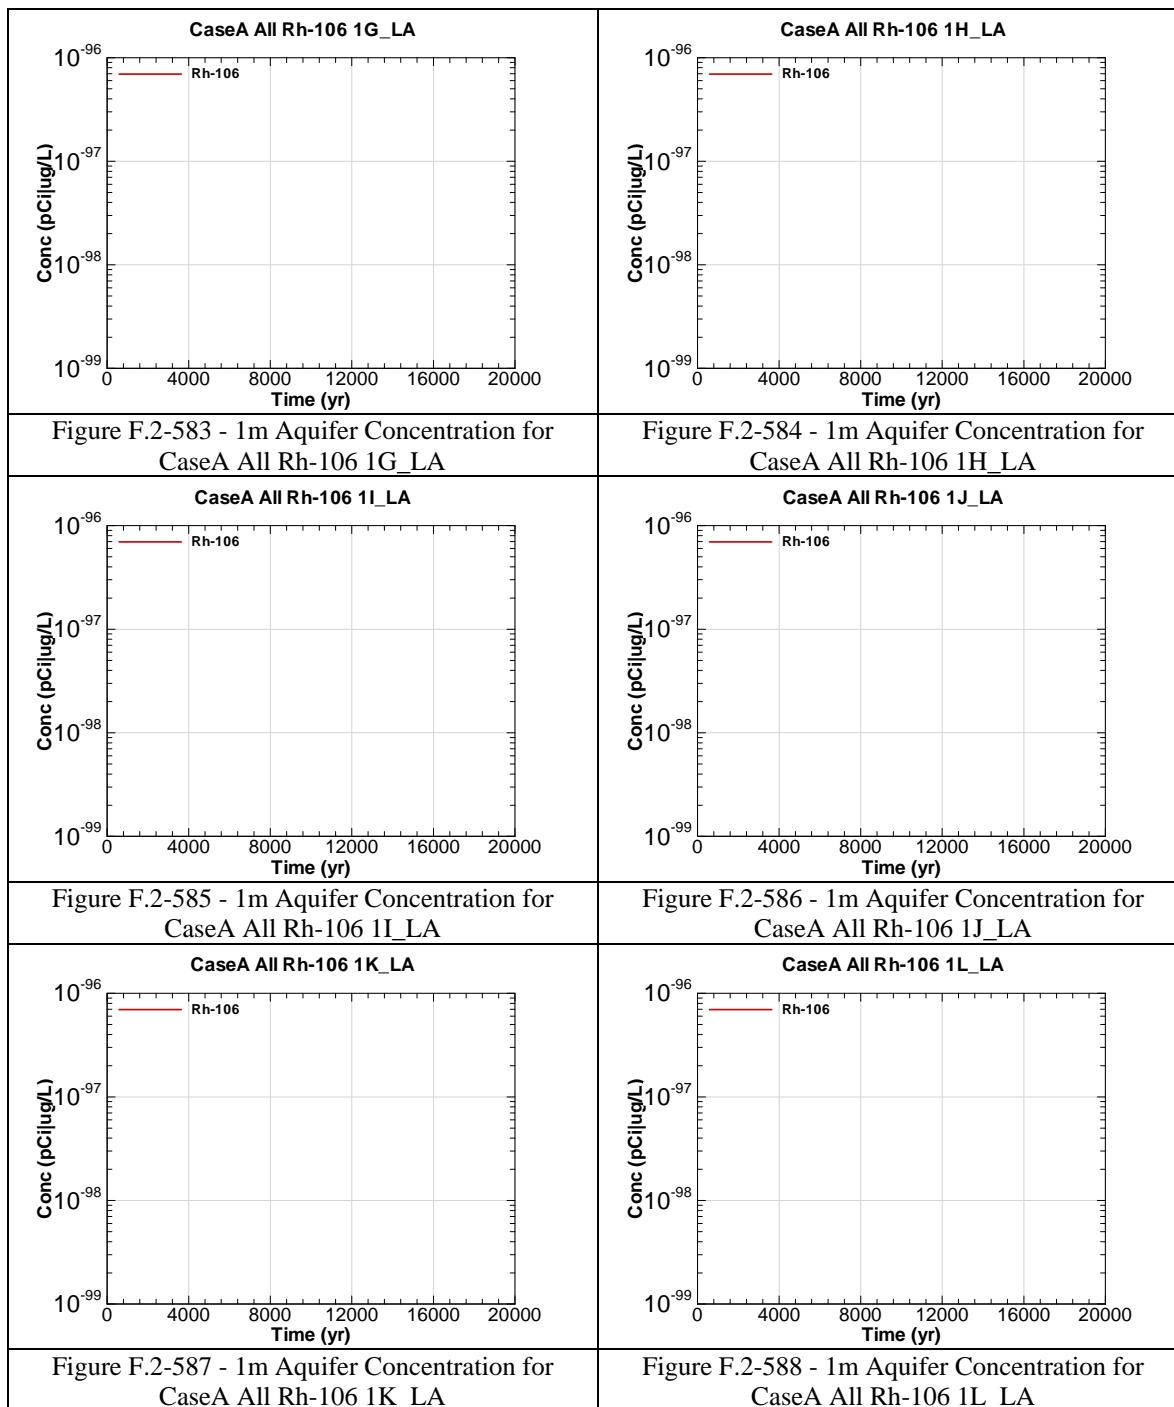 CaseA All Rh-106 1G_LA
10^-96
10^-97
10^-98
10^-99
Conc (pCi|ug/L)
Rh-106
0 4000 8000 12000 16000 20000
Time (yr)
Figure F.2-583 - 1m Aquifer Concentration for
CaseA All Rh-106 1G_LA
CaseA All Rh-106 1H_LA
10^-96
10^-97
10^-98
10^-99
Conc (pCi|ug/L)
Rh-106
0 4000 8000 12000 16000 20000
Time (yr)
Figure F.2-584 - 1m Aquifer Concentration for
CaseA All Rh-106 1H_LA
CaseA All Rh-106 1I_LA
10^-96
10^-97
10^-98
10^-99
Conc (pCi|ug/L)
Rh-106
0 4000 8000 12000 16000 20000
Time (yr)
Figure F.2-585 - 1m Aquifer Concentration for
CaseA All Rh-106 1I_LA
CaseA All Rh-106 1J_LA
10^-96
10^-97
10^-98
10^-99
Conc (pCi|ug/L)
Rh-106
0 4000 8000 12000 16000 20000
Time (yr)
Figure F.2-586 - 1m Aquifer Concentration for
CaseA All Rh-106 1J_LA
CaseA All Rh-106 1K_LA
10^-96
10^-97
10^-98
10^-99
Conc (pCi|ug/L)
Rh-106
0 4000 8000 12000 16000 20000
Time (yr)
Figure F.2-587 - 1m Aquifer Concentration for
CaseA All Rh-106 1K_LA
CaseA All Rh-106 1L_LA
10^-96
10^-97
10^-98
10^-99
Conc (pCi|ug/L)
Rh-106
0 4000 8000 12000 16000 20000
Time (yr)
Figure F.2-588 - 1m Aquifer Concentration for
CaseA All Rh-106 1L_LA